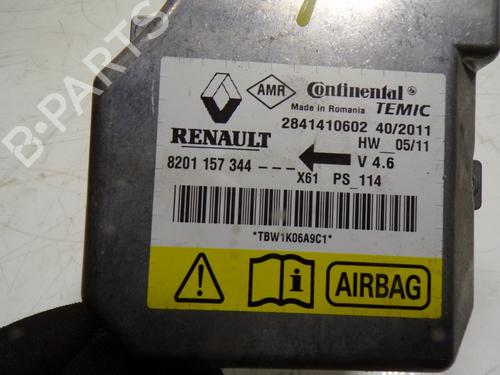 B-PARTS
AMR
Continental
Made in Romania TEMIC
2841410602 40/2011
RENAULT
HW__05/11
8201 157 344 - - -
V 4.6
X61 PS_114
*TBW1K06A9C1*
AIRBAG